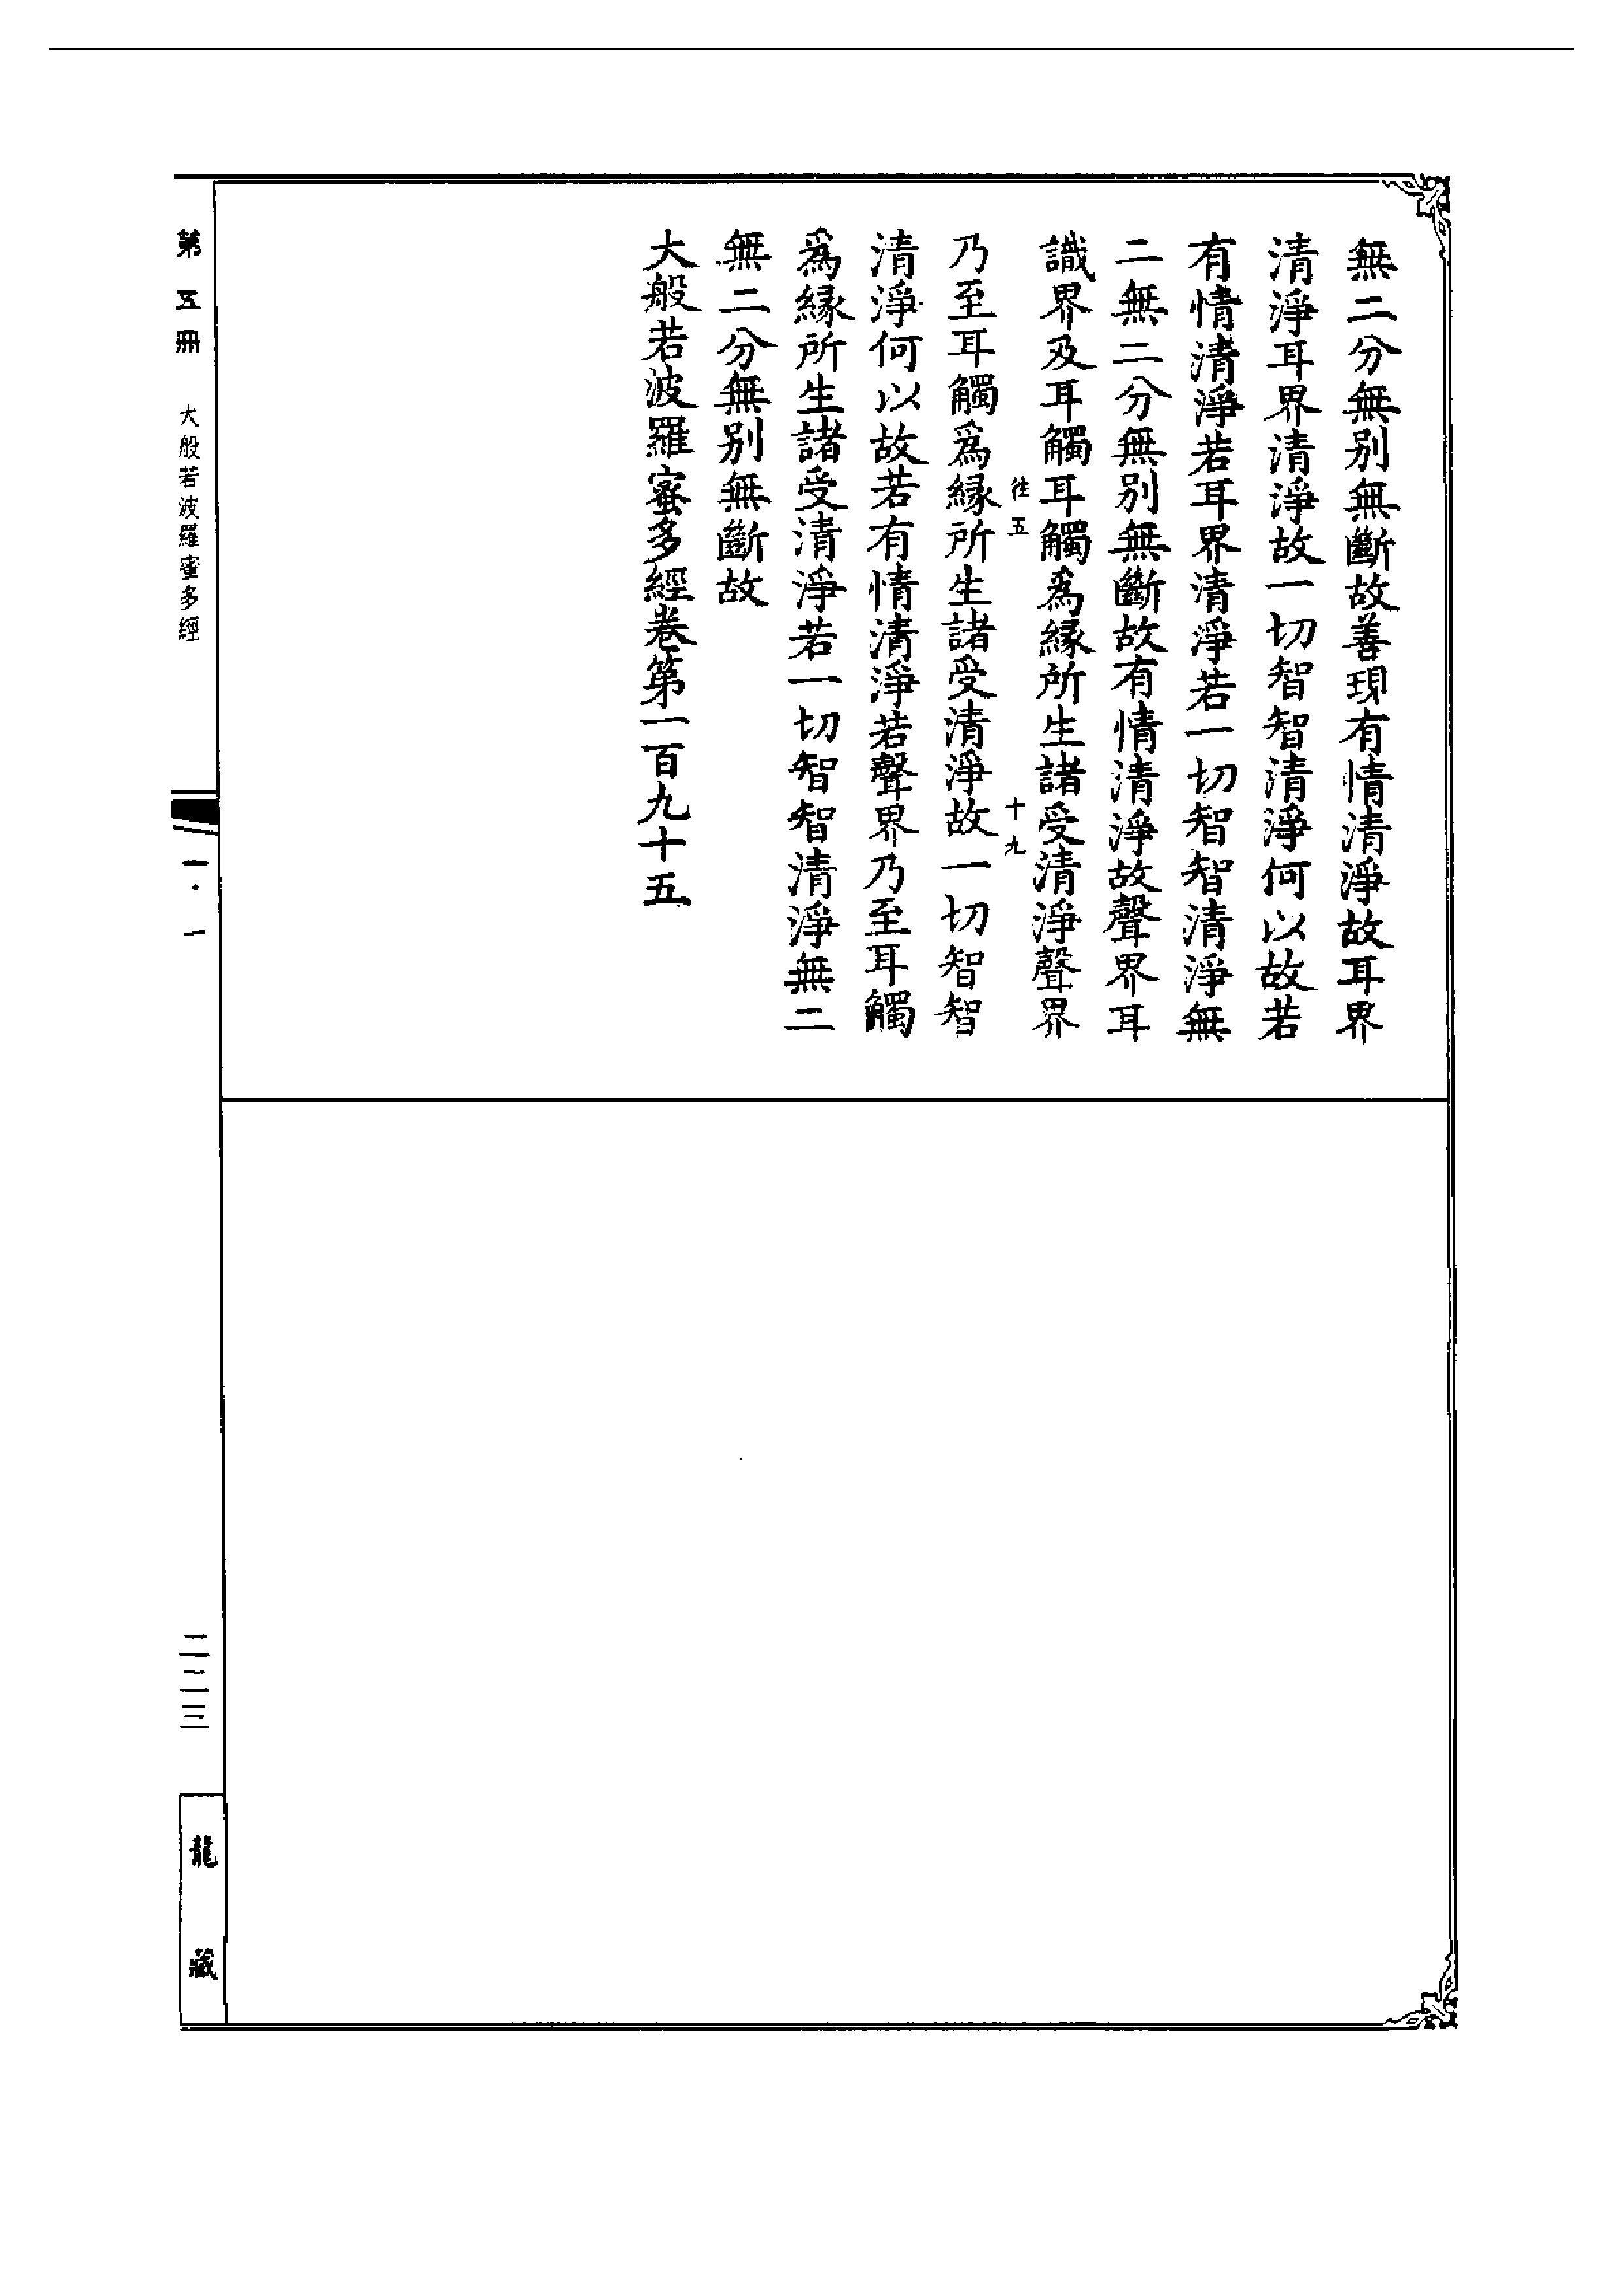 無二分無别無斷故善現有情清淨故耳界
清淨耳界清淨故一切智智清淨何以故若
有情清淨若耳界清淨若一切智智清淨無
二無二分無别無斷故有情清淨故聲界耳
識界及耳觸耳觸爲縁所生諸受清淨聲界
往五 十九
乃至耳觸爲縁所生諸受清淨故一切智智
清淨何以故若有情清淨若聲界乃至耳觸
爲縁所生諸受清淨若一切智智清淨無二
無二分無别無斷故
大般若波羅蜜多經卷第一百九十五
第五冊 大般若波羅蜜多經
一·一
二二三
龍藏